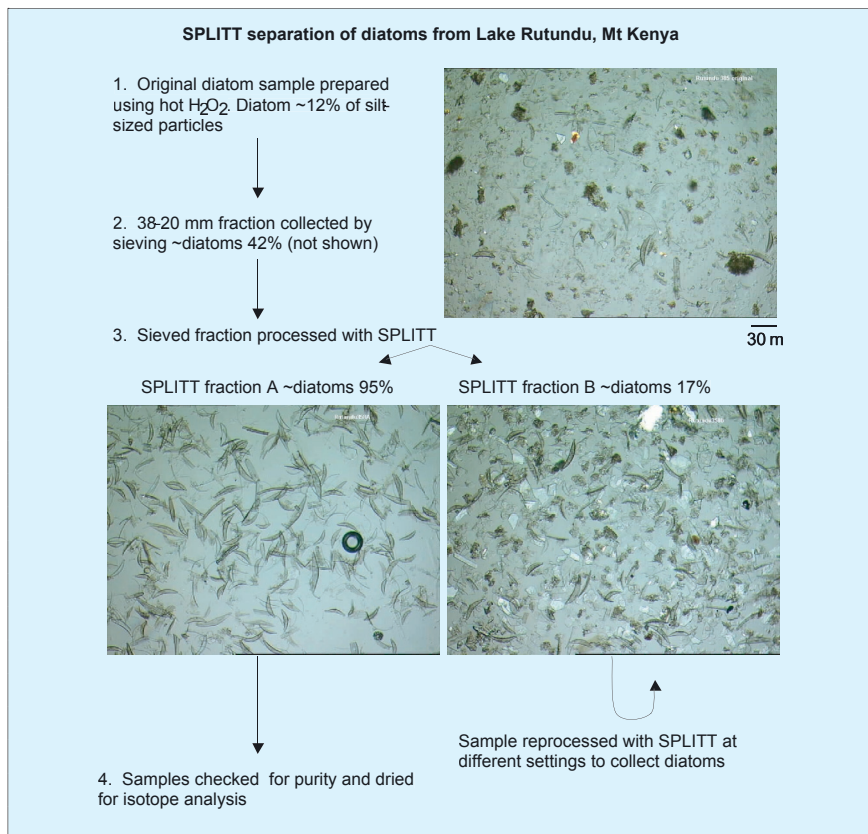 SPLITT separation of diatoms from Lake Rutundu, Mt Kenya
1. Original diatom sample prepared
using hot H2O2. Diatom ~12% of silt-
sized particles
2. 38-20 mm fraction collected by
sieving ~diatoms 42% (not shown)
3. Sieved fraction processed with SPLITT
30 m
SPLITT fraction A ~diatoms 95%
SPLITT fraction B ~diatoms 17%
Sample reprocessed with SPLITT at
different settings to collect diatoms
4. Samples checked for purity and dried
for isotope analysis